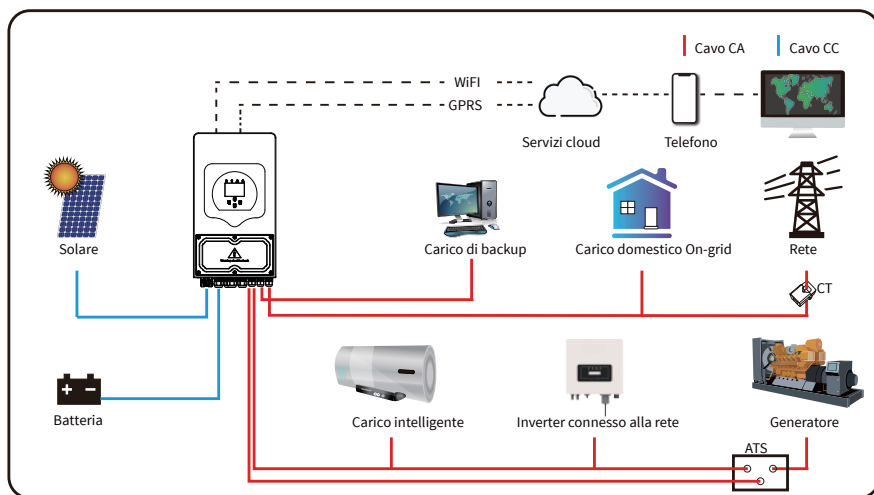 Cavo CA
Cavo CC
WiFI
GPRS
Servizi cloud
Telefono
Solare
Carico di backup
Carico domestico On-grid
Rete
CT
Batteria
Carico intelligente
Inverter connesso alla rete
Generatore
ATS